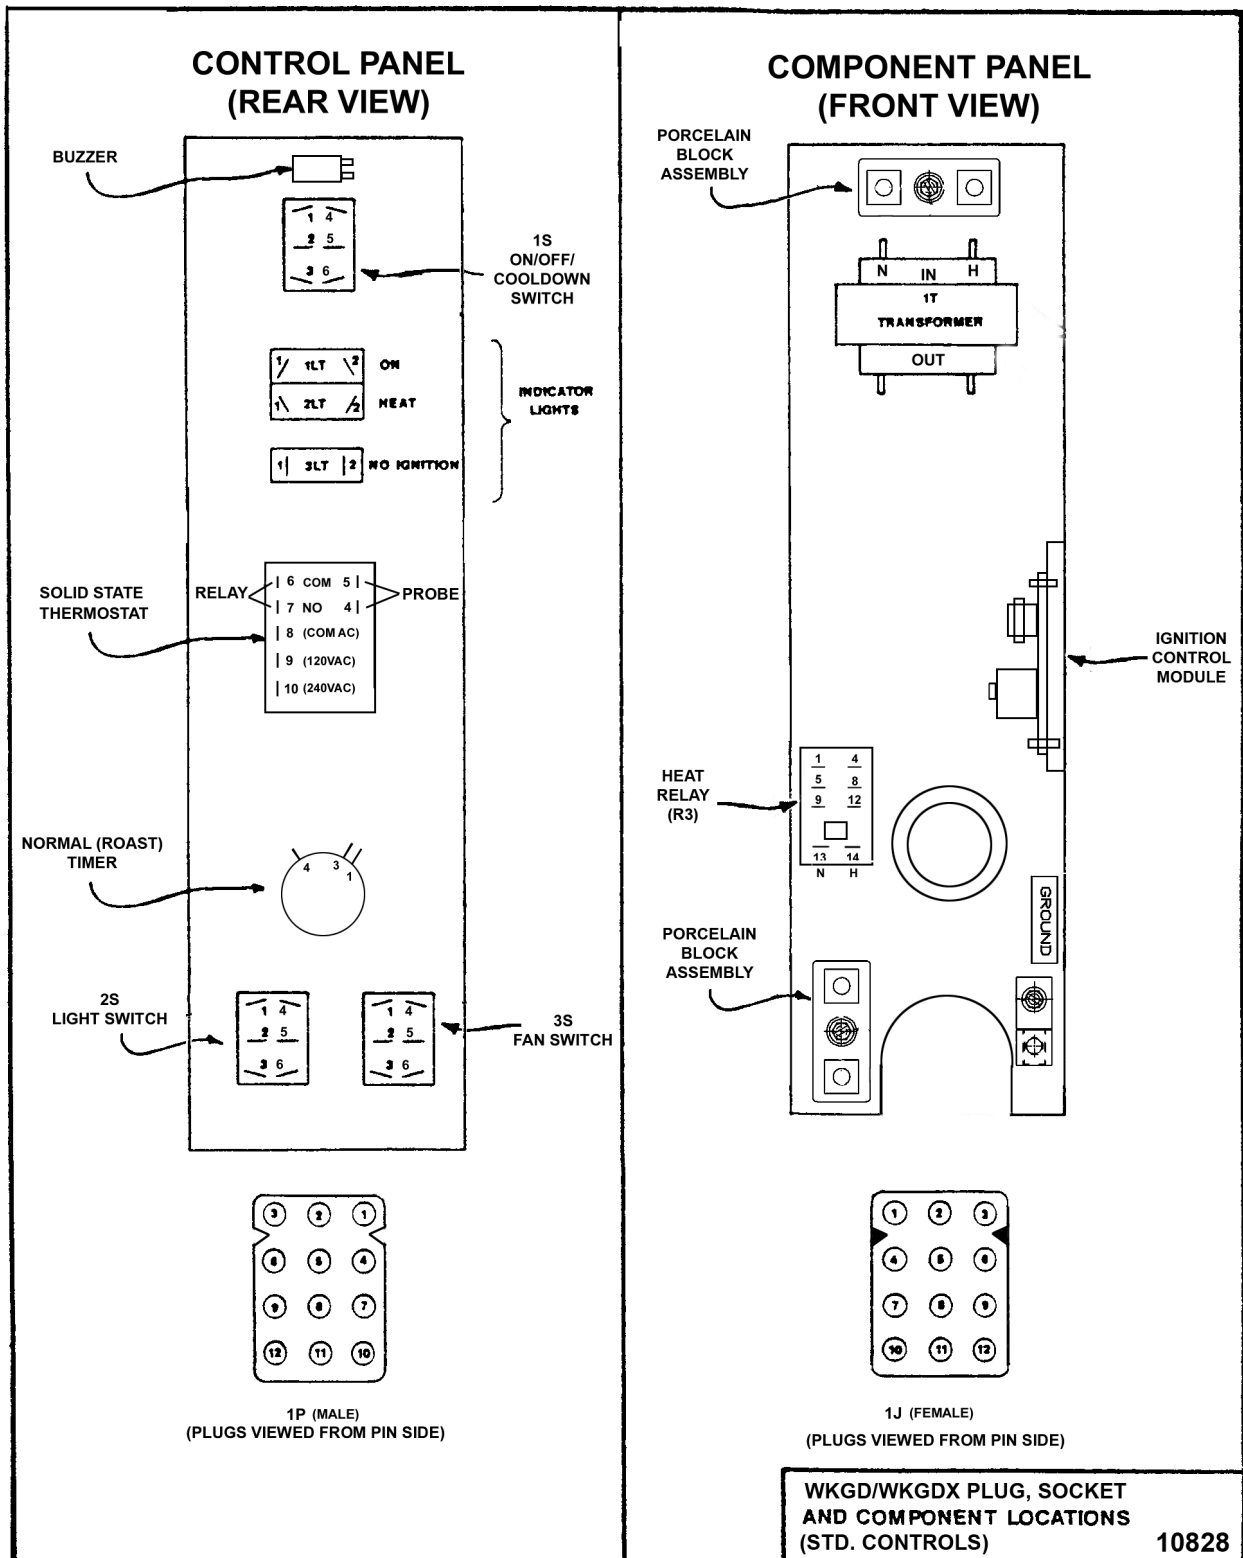 CONTROL PANEL
(REAR VIEW)
BUZZER
1 4
2 5
3 6
1S
ON/OFF/
COOLDOWN
SWITCH
1 1LT 2 ON
1 2LT 2 HEAT
1 3LT 2 NO IGNITION
INDICATOR
LIGHTS
SOLID STATE
THERMOSTAT
RELAY
6 COM 5
7 NO 4
8 (COM AC)
9 (120VAC)
10 (240VAC)
PROBE
NORMAL (ROAST)
TIMER
4 3 1
2S
LIGHT SWITCH
1 4
2 5
3 6
1 4
2 5
3 6
3S
FAN SWITCH
3 2 1
6 5 4
9 8 7
12 11 10
1P (MALE)
(PLUGS VIEWED FROM PIN SIDE)
COMPONENT PANEL
(FRONT VIEW)
PORCELAIN
BLOCK
ASSEMBLY
N IN H
1T
TRANSFORMER
OUT
IGNITION
CONTROL
MODULE
HEAT
RELAY
(R3)
1 4
5 8
9 12
13 14
N H
GROUND
PORCELAIN
BLOCK
ASSEMBLY
1 2 3
4 5 6
7 8 9
10 11 12
1J (FEMALE)
(PLUGS VIEWED FROM PIN SIDE)
WKGD/WKGDX PLUG, SOCKET
AND COMPONENT LOCATIONS
(STD. CONTROLS) 10828